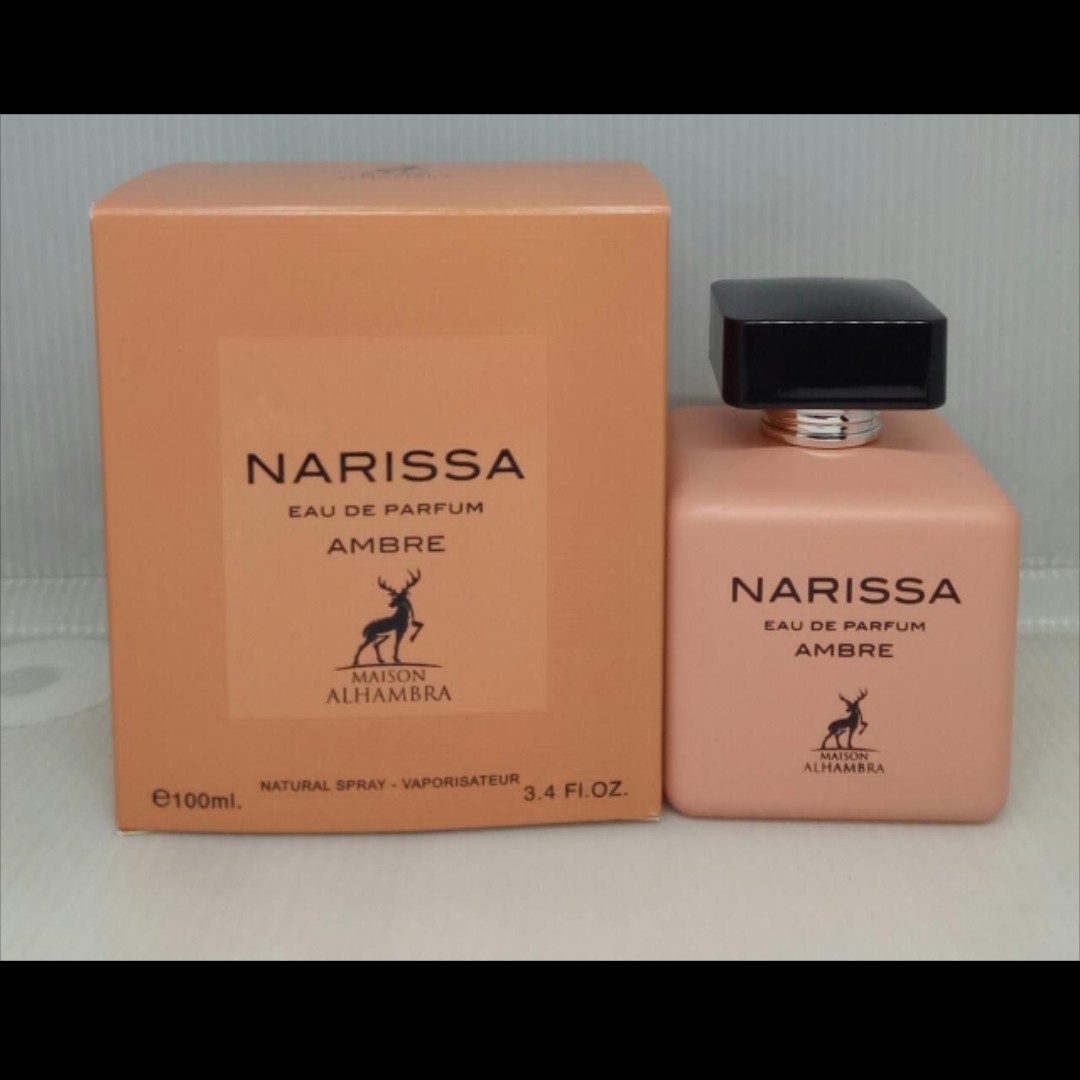 NARISSA
EAU DE PARFUM
AMBRE
MAISON
ALHAMBRA
℮100ml.
NATURAL SPRAY - VAPORISATEUR
3.4 Fl.OZ.
NARISSA
EAU DE PARFUM
AMBRE
MAISON
ALHAMBRA